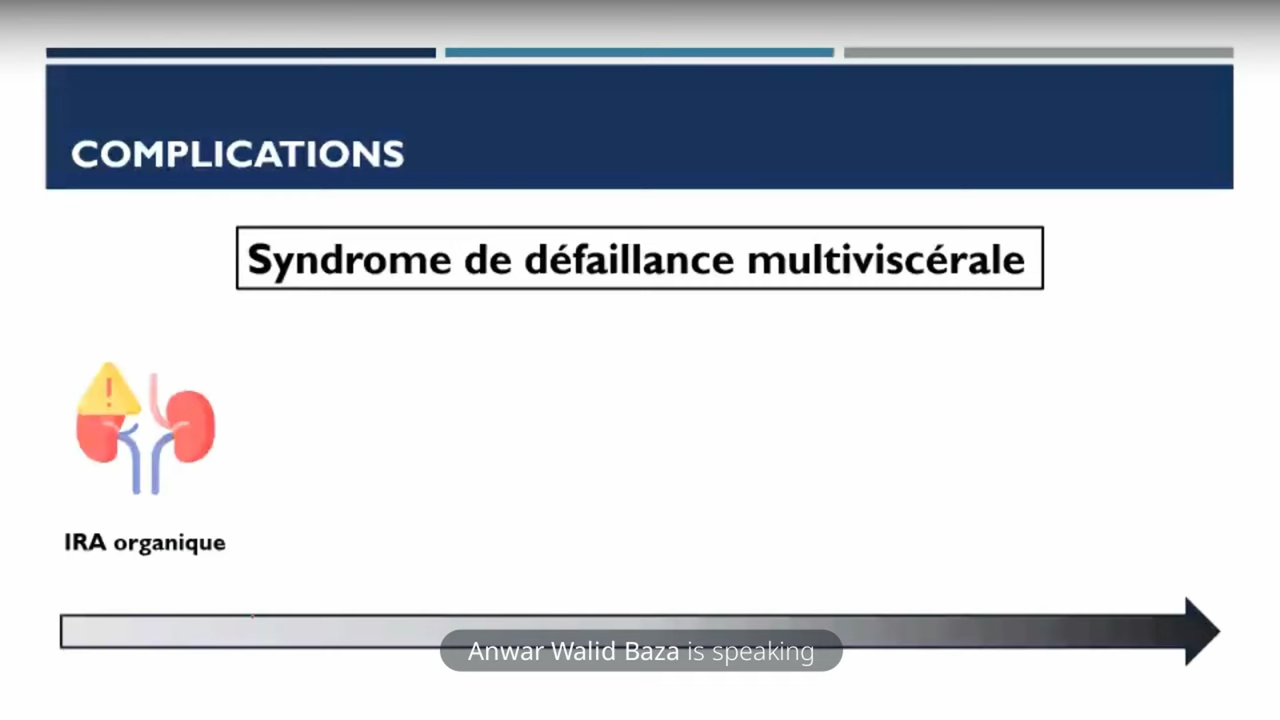 COMPLICATIONS
Syndrome de défaillance multiviscérale
!
IRA organique
Anwar Walid Baza is speaking